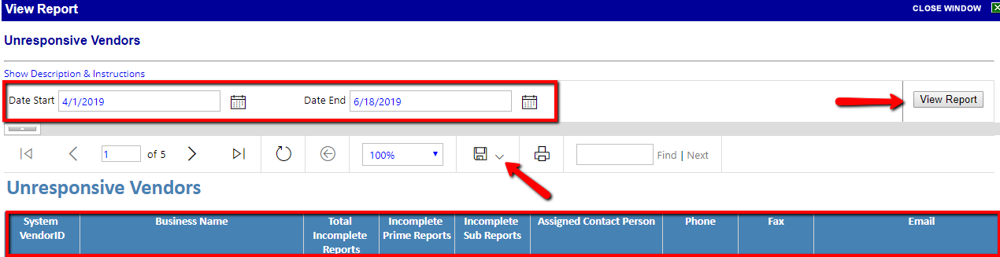 View Report
CLOSE WINDOW
Unresponsive Vendors
Show Description & Instructions
Date Start 4/1/2019 Date End 6/18/2019 View Report
1 of 5 100% Find | Next
Unresponsive Vendors
System VendorID
Business Name
Total Incomplete Reports
Incomplete Prime Reports
Incomplete Sub Reports
Assigned Contact Person
Phone
Fax
Email